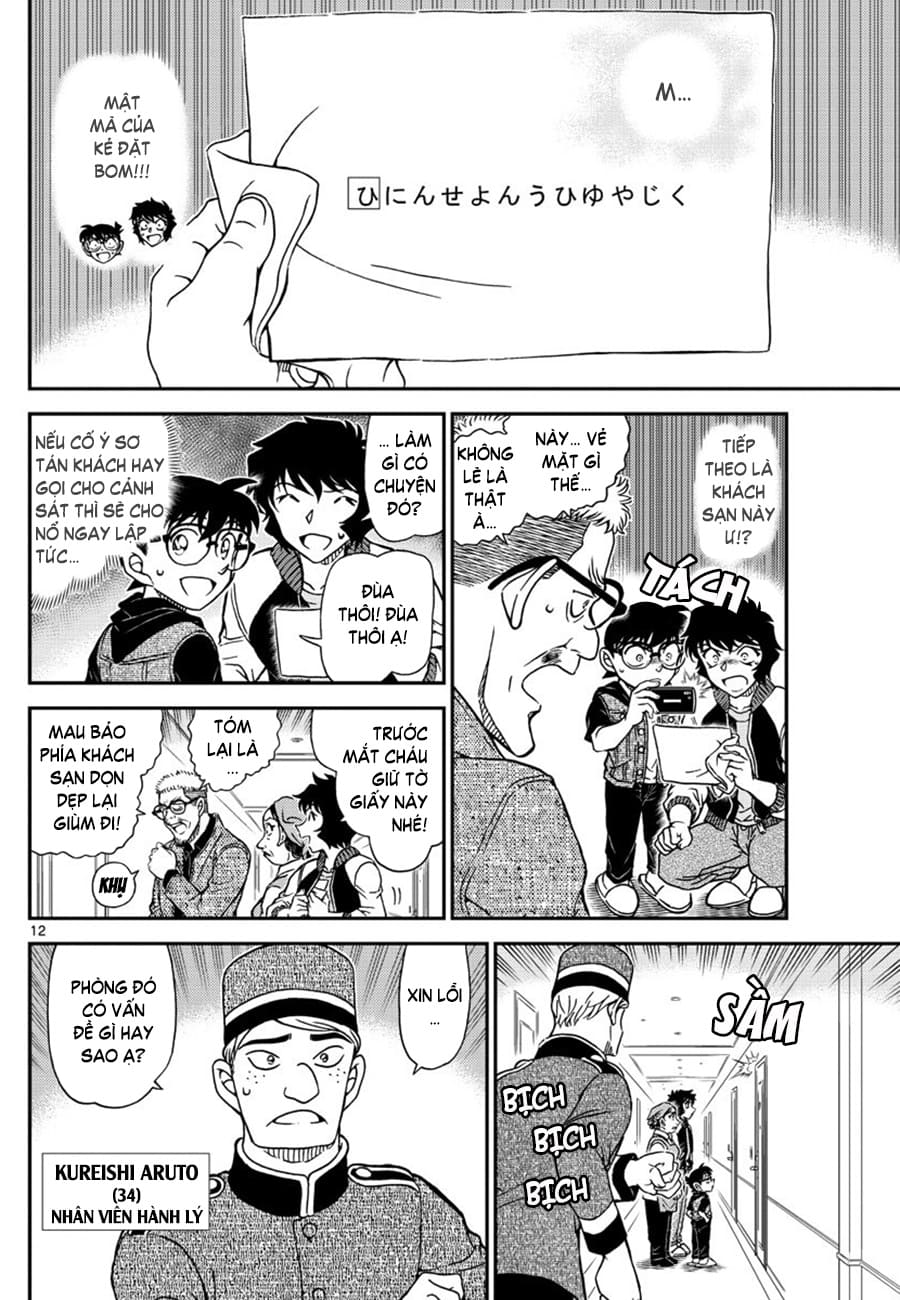 M...
MẬT
MÃ CỦA
KẺ ĐẶT
BOM!!!
ひにんせよんうひゆやじく
TIẾP
THEO LÀ
KHÁCH
SẠN NÀY
Ư!?
NÀY... VẺ
MẶT GÌ
THẾ...
KHÔNG
LẼ LÀ
THẬT
À...
TÁCH
... LÀM
GÌ CÓ
CHUYỆN
ĐÓ?
NẾU CỐ Ý SƠ
TÁN KHÁCH HAY
GỌI CHO CẢNH
SÁT THÌ SẼ CHO
NỔ NGAY LẬP
TỨC...
ĐÙA
THÔI! ĐÙA
THÔI Ạ!
TRƯỚC
MẮT CHÁU
GIỮ TỜ
GIẤY NÀY
NHÉ!
TÓM
LẠI LÀ
...
MAU BẢO
PHÍA KHÁCH
SẠN DỌN
DẸP LẠI
GIÙM ĐI!
KHỤ
12
SẦM
BỊCH
BỊCH
BỊCH
XIN LỖI
...
PHÒNG ĐÓ
CÓ VẤN
ĐỀ GÌ HAY
SAO Ạ?
KUREISHI ARUTO
(34)
NHÂN VIÊN HÀNH LÝ